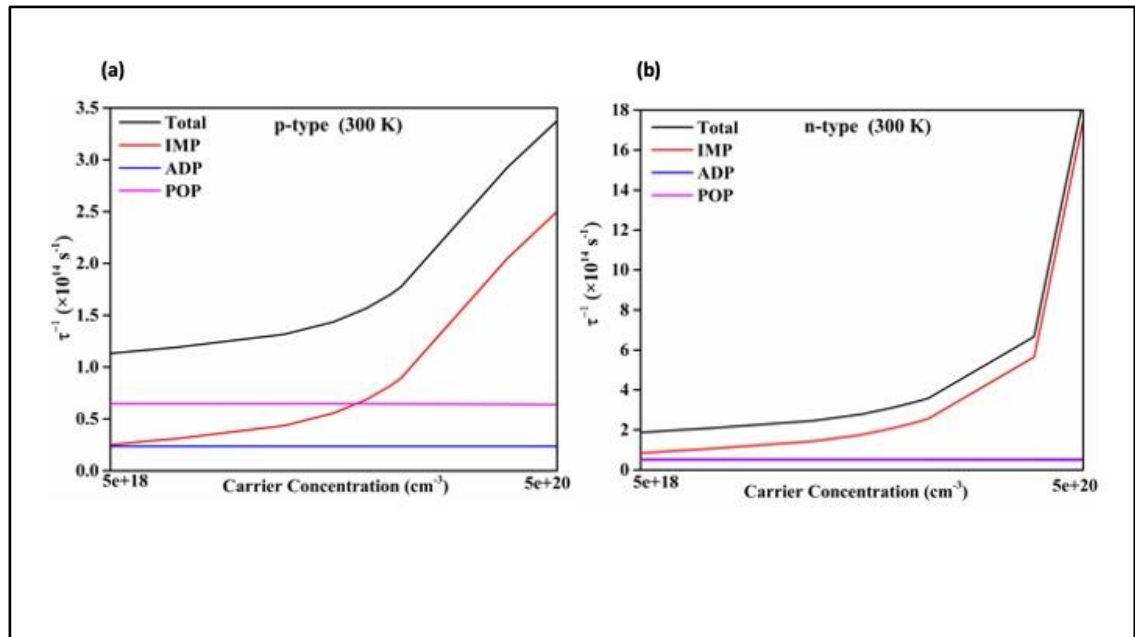 (a)
p-type (300 K)
Total
IMP
ADP
POP
3.5
3.0
2.5
2.0
1.5
1.0
0.5
0.0
τ⁻¹ (×10¹⁴ s⁻¹)
5e+18
Carrier Concentration (cm⁻³)
5e+20
(b)
n-type (300 K)
Total
IMP
ADP
POP
18
16
14
12
10
8
6
4
2
0
τ⁻¹ (×10¹⁴ s⁻¹)
5e+18
Carrier Concentration (cm⁻³)
5e+20